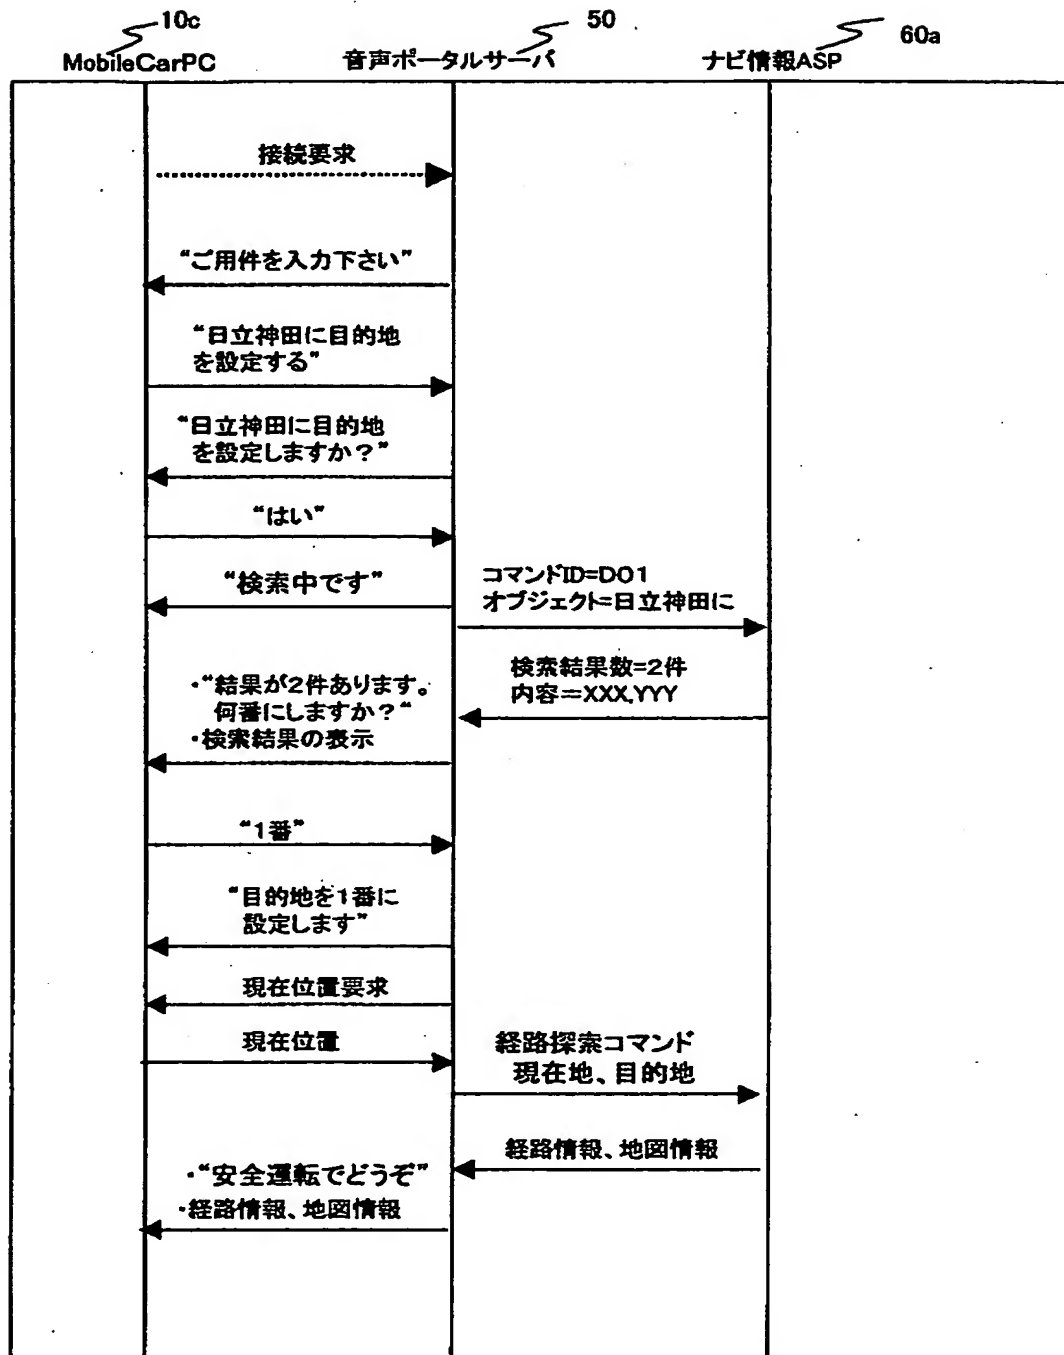 10c
50
60a
MobileCarPC
音声ポータルサーバ
ナビ情報ASP
接続要求
“ご用件を入力下さい”
“日立神田に目的地
を設定する”
“日立神田に目的地
を設定しますか？”
“はい”
“検索中です”
コマンドID=D01
オブジェクト=日立神田に
検索結果数=2件
内容＝XXX,YYY
・“結果が2件あります。
何番にしますか？“
・検索結果の表示
“1番”
“目的地を1番に
設定します”
現在位置要求
現在位置
経路探索コマンド
現在地、目的地
経路情報、地図情報
・“安全運転でどうぞ”
・経路情報、地図情報